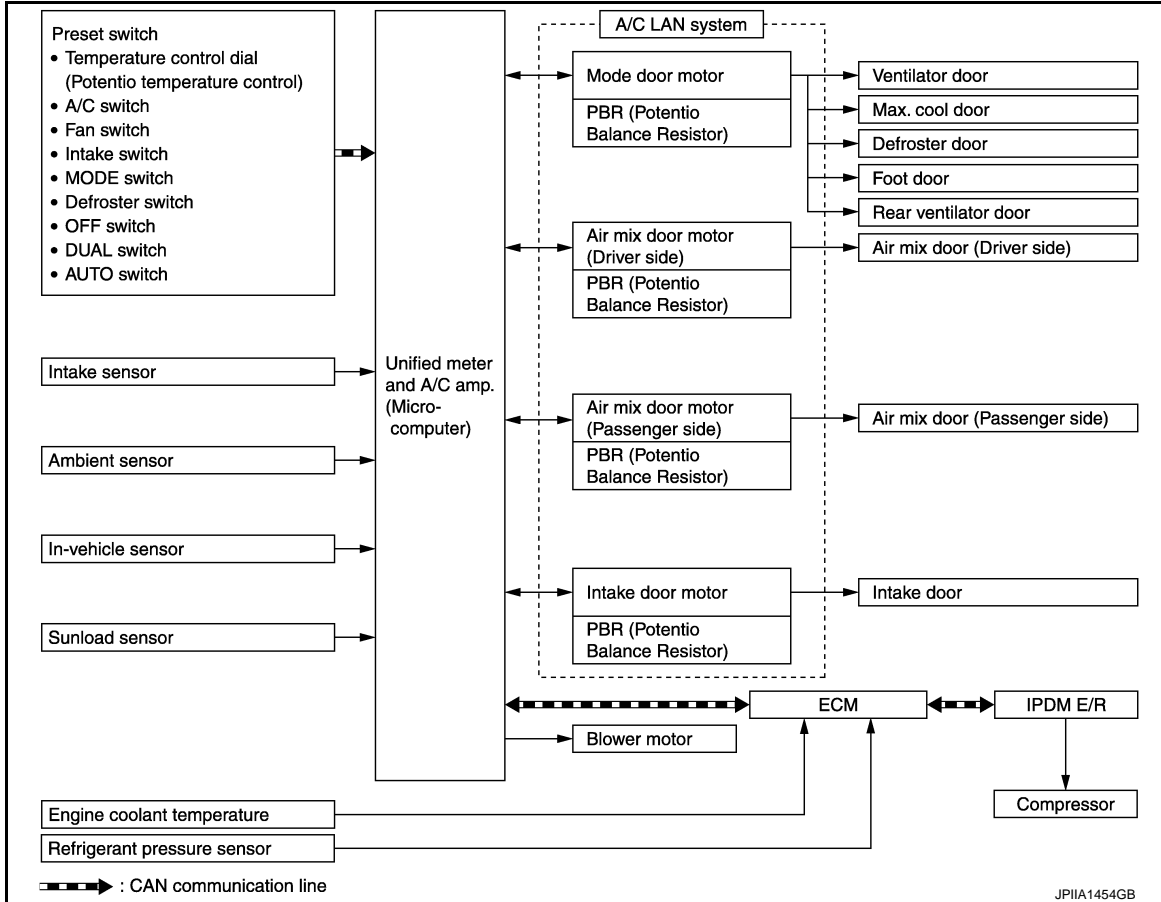 Preset switch
• Temperature control dial
(Potentio temperature control)
• A/C switch
• Fan switch
• Intake switch
• MODE switch
• Defroster switch
• OFF switch
• DUAL switch
• AUTO switch
Intake sensor
Ambient sensor
In-vehicle sensor
Sunload sensor
Unified meter
and A/C amp.
(Micro-
computer)
A/C LAN system
Mode door motor
PBR (Potentio
Balance Resistor)
Air mix door motor
(Driver side)
PBR (Potentio
Balance Resistor)
Air mix door motor
(Passenger side)
PBR (Potentio
Balance Resistor)
Intake door motor
PBR (Potentio
Balance Resistor)
Ventilator door
Max. cool door
Defroster door
Foot door
Rear ventilator door
Air mix door (Driver side)
Air mix door (Passenger side)
Intake door
ECM
IPDM E/R
Blower motor
Compressor
Engine coolant temperature
Refrigerant pressure sensor
: CAN communication line
JPIIA1454GB